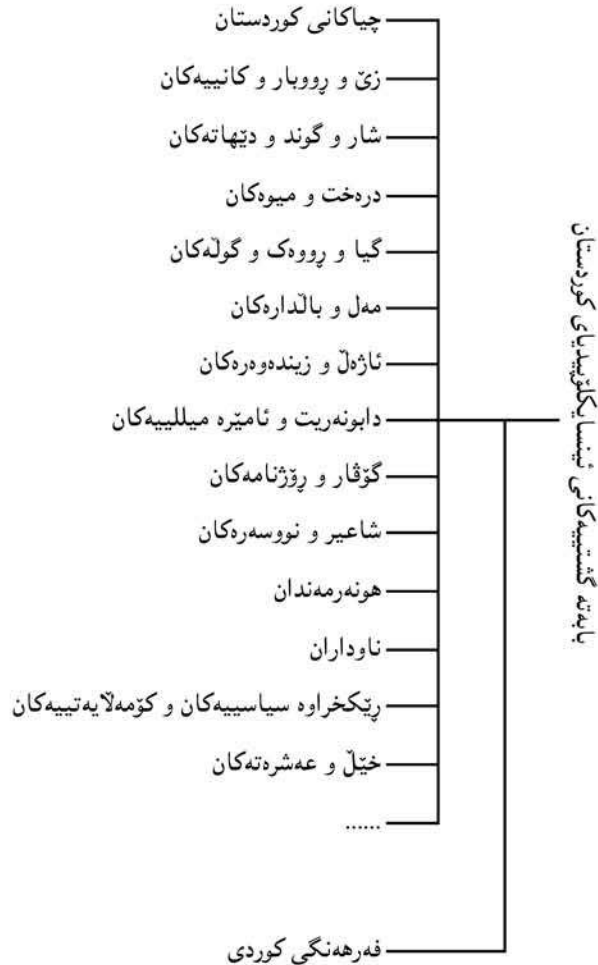 بابەتە گشتییەکانی ئینسایکلۆپیدیای کوردستان
چیاکانی کوردستان
زێ و ڕووبار و کانییەکان
شار و گوند و دێهاتەکان
درەخت و میوەکان
گیا و ڕووەک و گوڵەکان
مەل و باڵدارەکان
ئاژەڵ و زیندەوەرەکان
دابونەریت و ئامێرە میللییەکان
گۆڤار و ڕۆژنامەکان
شاعیر و نووسەرەکان
هونەرمەندان
ناوداران
ڕێکخراوە سیاسییەکان و کۆمەڵایەتییەکان
خێڵ و عەشرەتەکان
......
فەرهەنگی کوردی